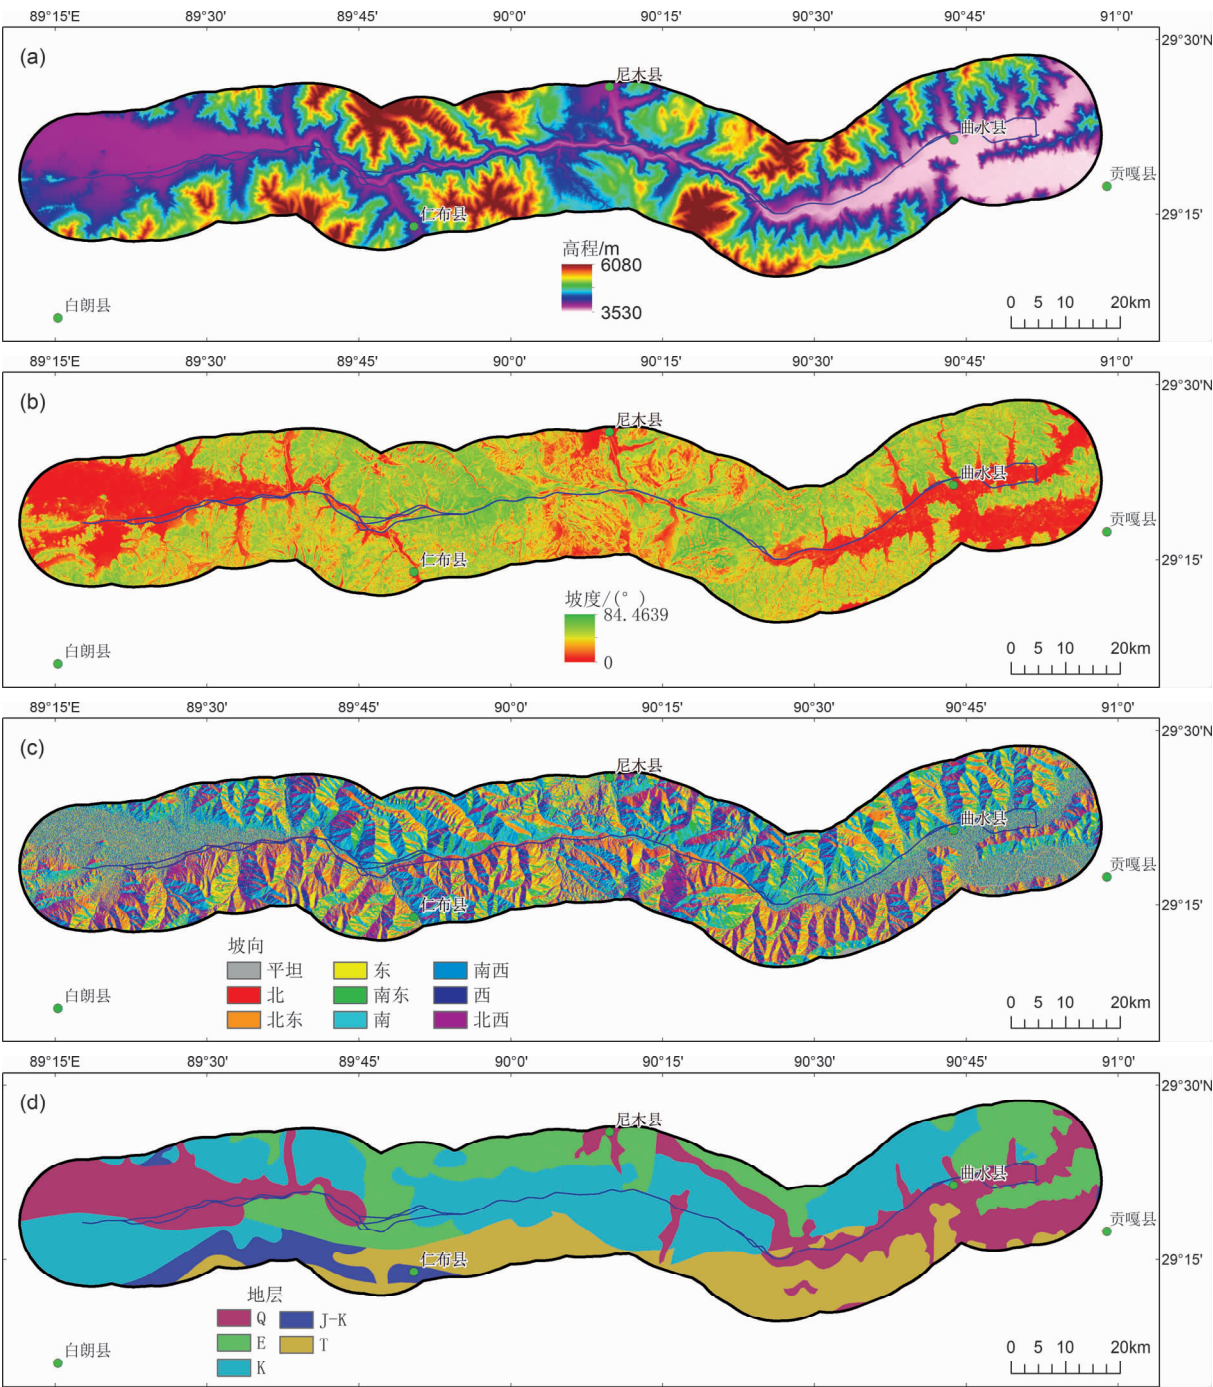 89°15'E 89°30' 89°45' 90°0' 90°15' 90°30' 90°45' 91°0'
(a)
29°30'N
尼木县
曲水县
贡嘎县
29°15'
仁布县
高程/m
6080
3530
白朗县
0 5 10 20km
89°15'E 89°30' 89°45' 90°0' 90°15' 90°30' 90°45' 91°0'
(b)
29°30'N
尼木县
曲水县
贡嘎县
29°15'
仁布县
坡度/(°)
84.4639
0
白朗县
0 5 10 20km
89°15'E 89°30' 89°45' 90°0' 90°15' 90°30' 90°45' 91°0'
(c)
29°30'N
尼木县
曲水县
贡嘎县
29°15'
仁布县
坡向
平坦 东 南西
北 南东 西
北东 南 北西
白朗县
0 5 10 20km
89°15'E 89°30' 89°45' 90°0' 90°15' 90°30' 90°45' 91°0'
(d)
29°30'N
尼木县
曲水县
贡嘎县
29°15'
仁布县
地层
Q J-K
E T
K
白朗县
0 5 10 20km